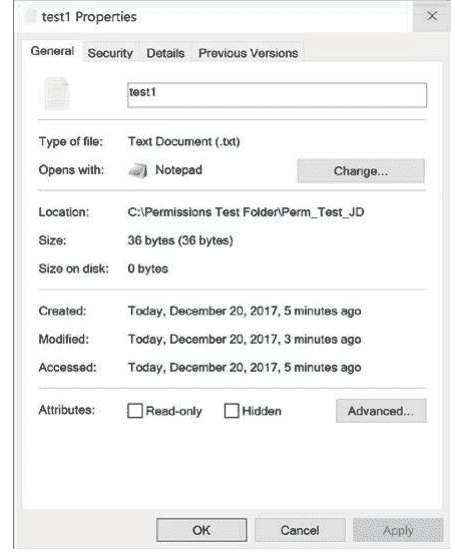 test1 Properties
General Security Details Previous Versions
test1
Type of file: Text Document (.txt)
Opens with: Notepad Change...
Location: C:\Permissions Test Folder\Perm_Test_JD
Size: 36 bytes (36 bytes)
Size on disk: 0 bytes
Created: Today, December 20, 2017, 5 minutes ago
Modified: Today, December 20, 2017, 3 minutes ago
Accessed: Today, December 20, 2017, 5 minutes ago
Attributes: Read-only Hidden Advanced...
OK Cancel Apply